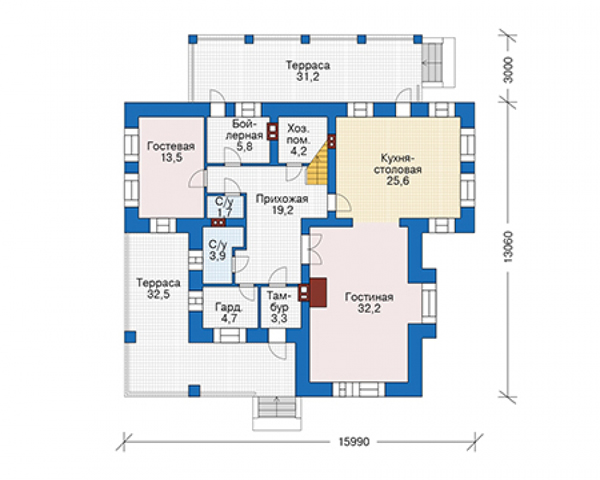 Терраса
31,2
3000
Бой-
лерная
5,8
Хоз.
пом.
4,2
Гостевая
13,5
Кухня-
столовая
25,6
Прихожая
19,2
С/у
1,7
С/у
3,9
13060
Терраса
32,5
Гостиная
32,2
Гард.
4,7
Там-
бур
3,3
15990